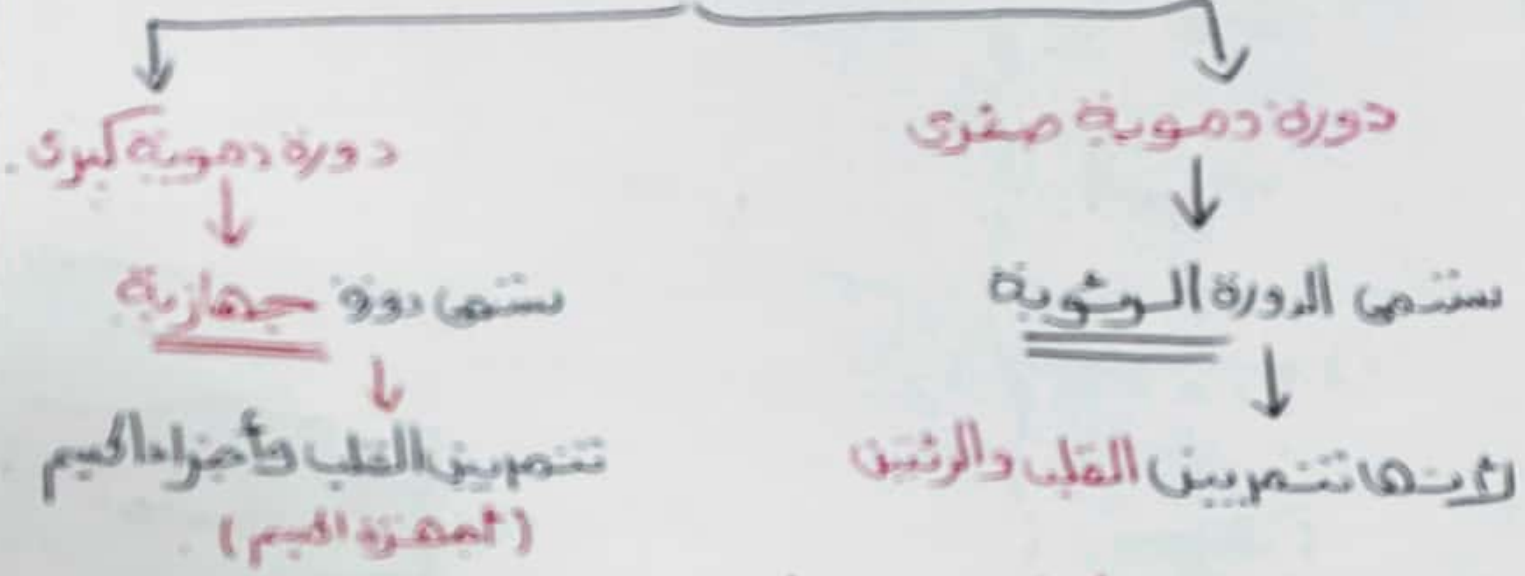 دورة دموية صغرى
دورة دموية كبرى
تسمى الدورة الرئوية
تسمى دورة جهازية
لأنها تتم بين القلب والرئتين
تتم بين القلب وأجزاء الجسم
(أجهزة الجسم)